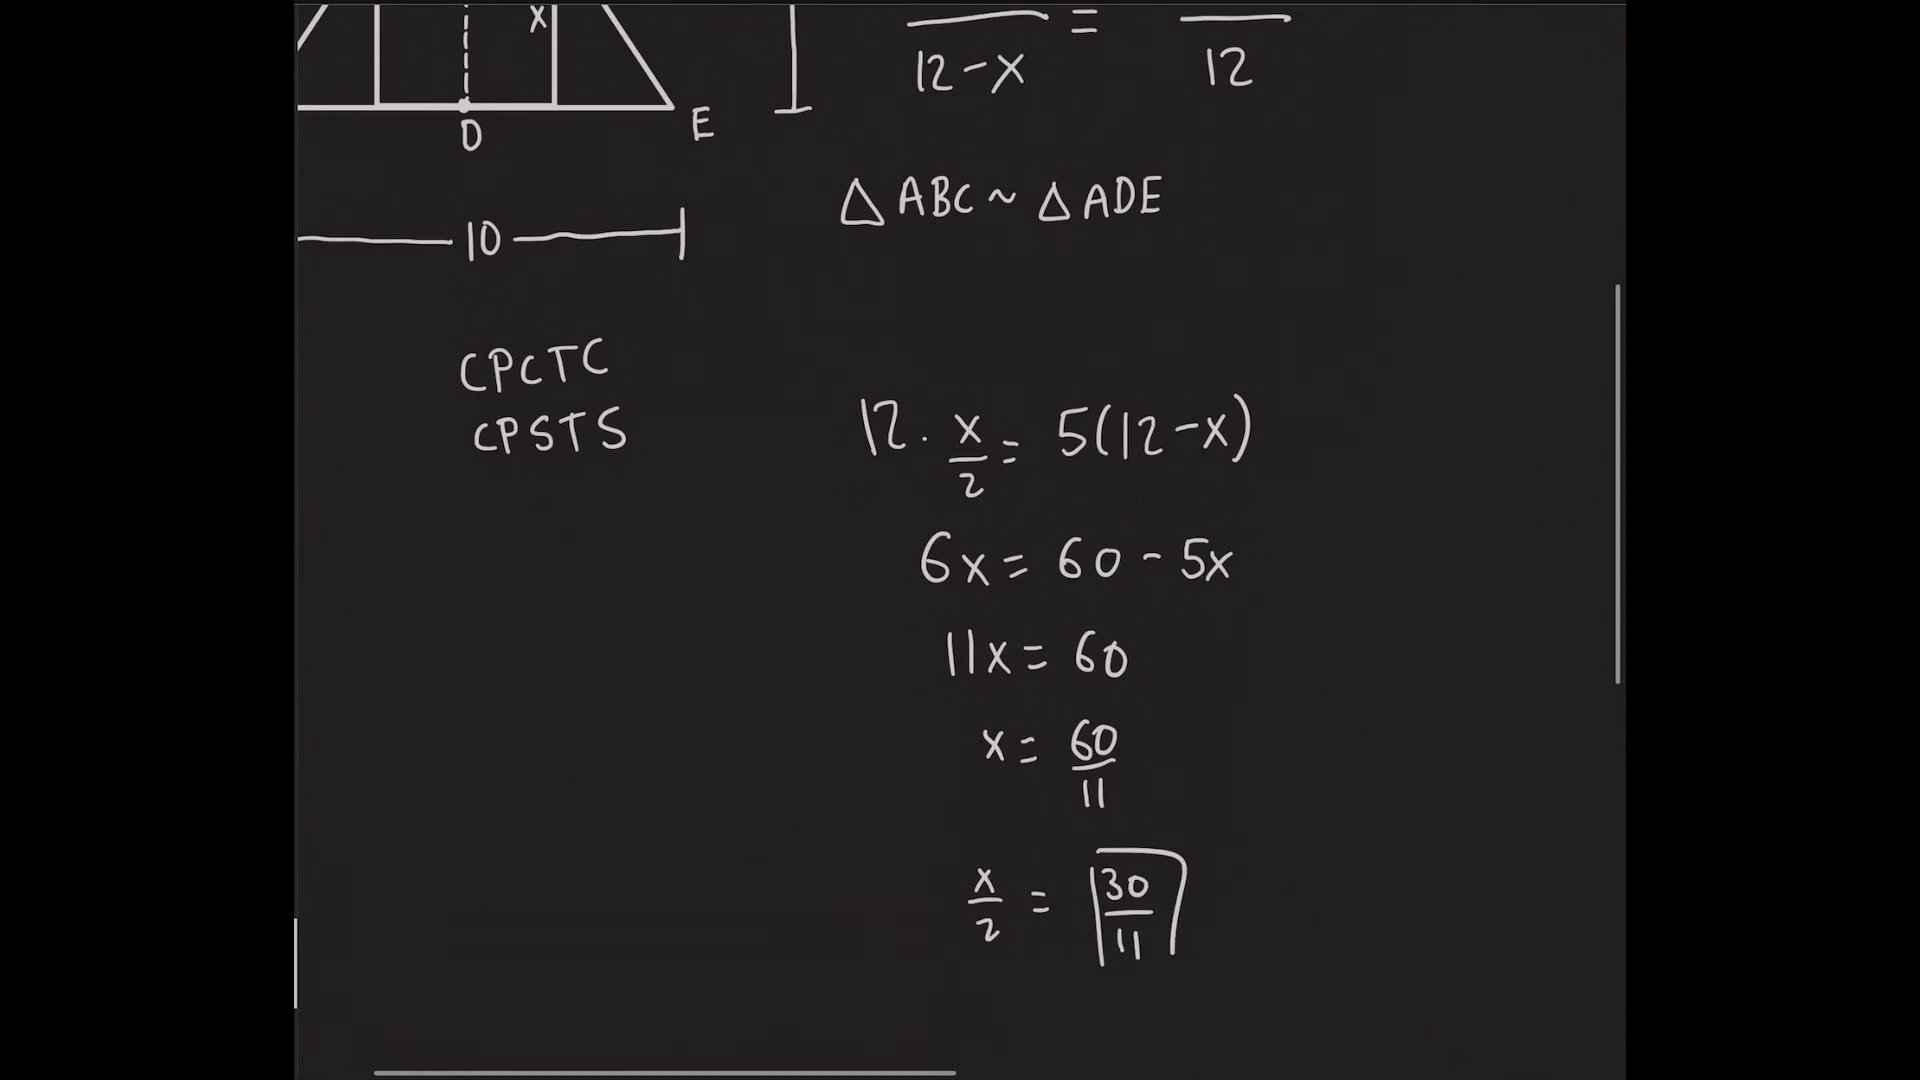 x
D
E
10
CPCTC
CPSTS
12-x = 12
△ABC ~ △ADE
12 · x/2 = 5(12-x)
6x = 60 - 5x
11x = 60
x = 60/11
x/2 = 30/11